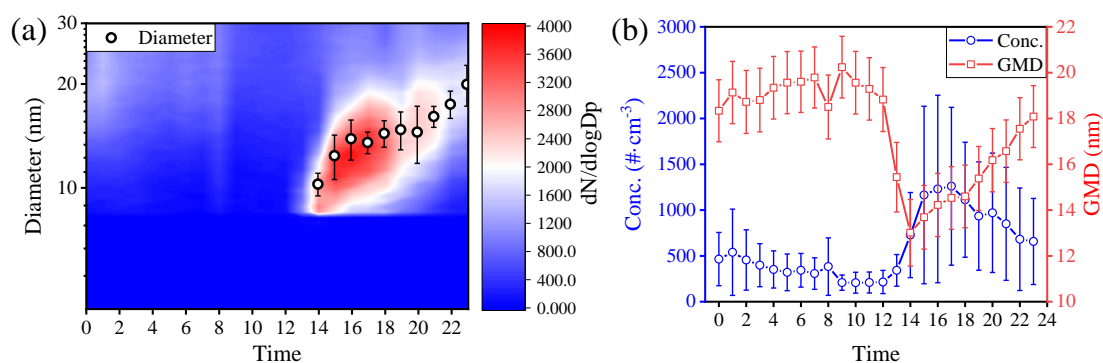 (a)
Diameter
30
20
10
Diameter (nm)
0 2 4 6 8 10 12 14 16 18 20 22
Time
4000
3600
3200
2800
2400
2000
1600
1200
800.0
400.0
0.000
dN/dlogDp
(b)
Conc.
GMD
3000
2500
2000
1500
1000
500
0
Conc. (#·cm-3)
22
20
18
16
14
12
10
GMD (nm)
0 2 4 6 8 10 12 14 16 18 20 22 24
Time